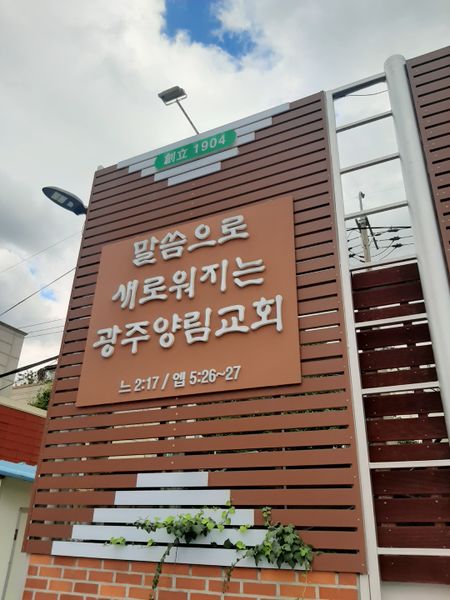 創立 1904
말씀으로
새로워지는
광주양림교회
느 2:17 / 엡 5:26~27